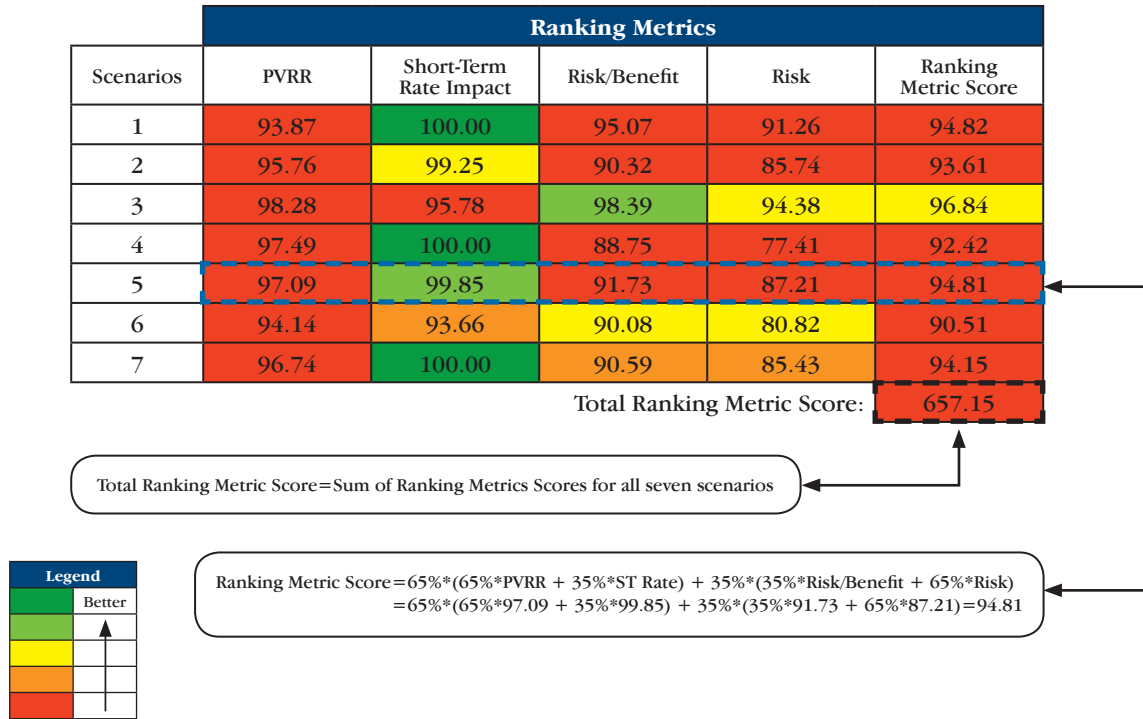 Ranking Metrics
Scenarios PVRR Short-Term Rate Impact Risk/Benefit Risk Ranking Metric Score
1 93.87 100.00 95.07 91.26 94.82
2 95.76 99.25 90.32 85.74 93.61
3 98.28 95.78 98.39 94.38 96.84
4 97.49 100.00 88.75 77.41 92.42
5 97.09 99.85 91.73 87.21 94.81
6 94.14 93.66 90.08 80.82 90.51
7 96.74 100.00 90.59 85.43 94.15
Total Ranking Metric Score: 657.15
Total Ranking Metric Score=Sum of Ranking Metrics Scores for all seven scenarios
Ranking Metric Score=65%*(65%*PVRR + 35%*ST Rate) + 35%*(35%*Risk/Benefit + 65%*Risk)
=65%*(65%*97.09 + 35%*99.85) + 35%*(35%*91.73 + 65%*87.21)=94.81
Legend
Better